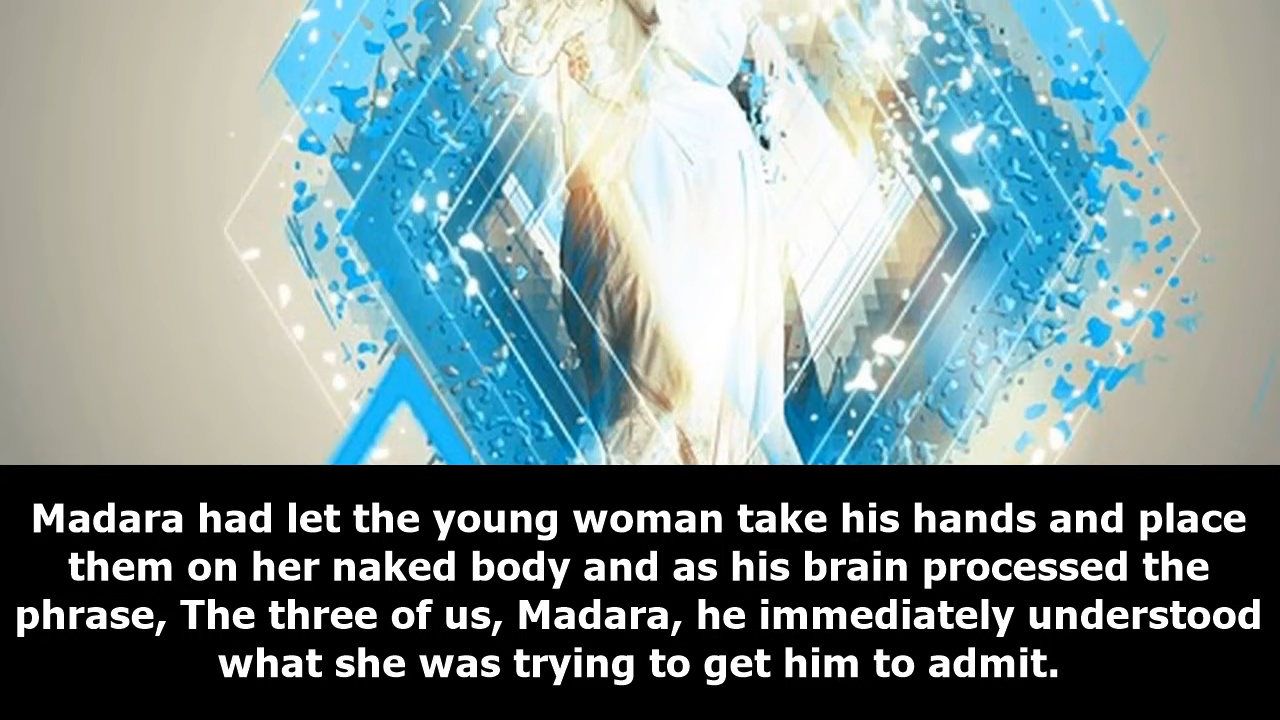 Madara had let the young woman take his hands and place
them on her naked body and as his brain processed the
phrase, The three of us, Madara, he immediately understood
what she was trying to get him to admit.